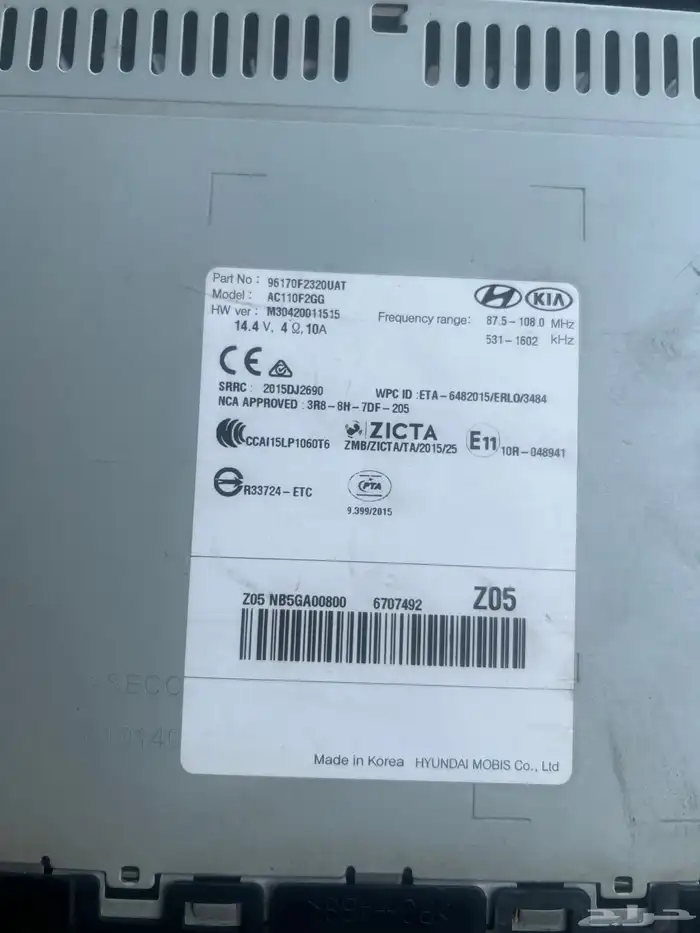 Part No : 96170F2320UAT
Model : AC110F2GG
HW ver : M30420011515
14.4 V, 4 Ω, 10A
KIA
Frequency range: 87.5 - 108.0 MHz
531 - 1602 kHz
CE
SRRC : 2015DJ2690
WPC ID : ETA - 6482015/ERLO/3484
NCA APPROVED : 3R8 - 8H - 7DF - 205
CCAI15LP1060T6
ZICTA
ZMB/ZICTA/TA/2015/25
E11 10R - 048941
R33724 - ETC
PTA
9.399/2015
Z05 NB5GA00800 6707492 Z05
Made in Korea HYUNDAI MOBIS Co., Ltd
حراج